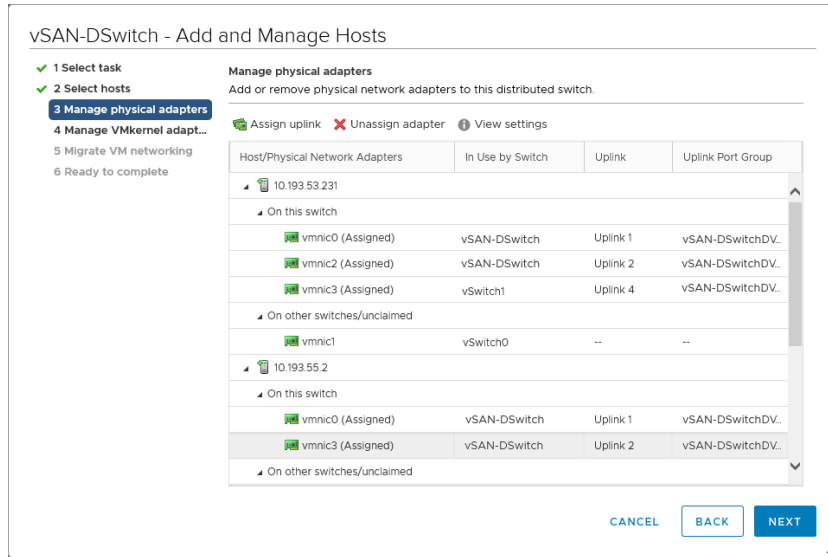 vSAN-DSwitch - Add and Manage Hosts
1 Select task
2 Select hosts
3 Manage physical adapters
4 Manage VMkernel adapt...
5 Migrate VM networking
6 Ready to complete
Manage physical adapters
Add or remove physical network adapters to this distributed switch.
Assign uplink Unassign adapter View settings
Host/Physical Network Adapters In Use by Switch Uplink Uplink Port Group
10.193.53.231
On this switch
vmnic0 (Assigned) vSAN-DSwitch Uplink 1 vSAN-DSwitchDV...
vmnic2 (Assigned) vSAN-DSwitch Uplink 2 vSAN-DSwitchDV...
vmnic3 (Assigned) vSwitch1 Uplink 4 vSAN-DSwitchDV...
On other switches/unclaimed
vmnic1 vSwitch0 -- --
10.193.55.2
On this switch
vmnic0 (Assigned) vSAN-DSwitch Uplink 1 vSAN-DSwitchDV...
vmnic3 (Assigned) vSAN-DSwitch Uplink 2 vSAN-DSwitchDV...
On other switches/unclaimed
CANCEL BACK NEXT